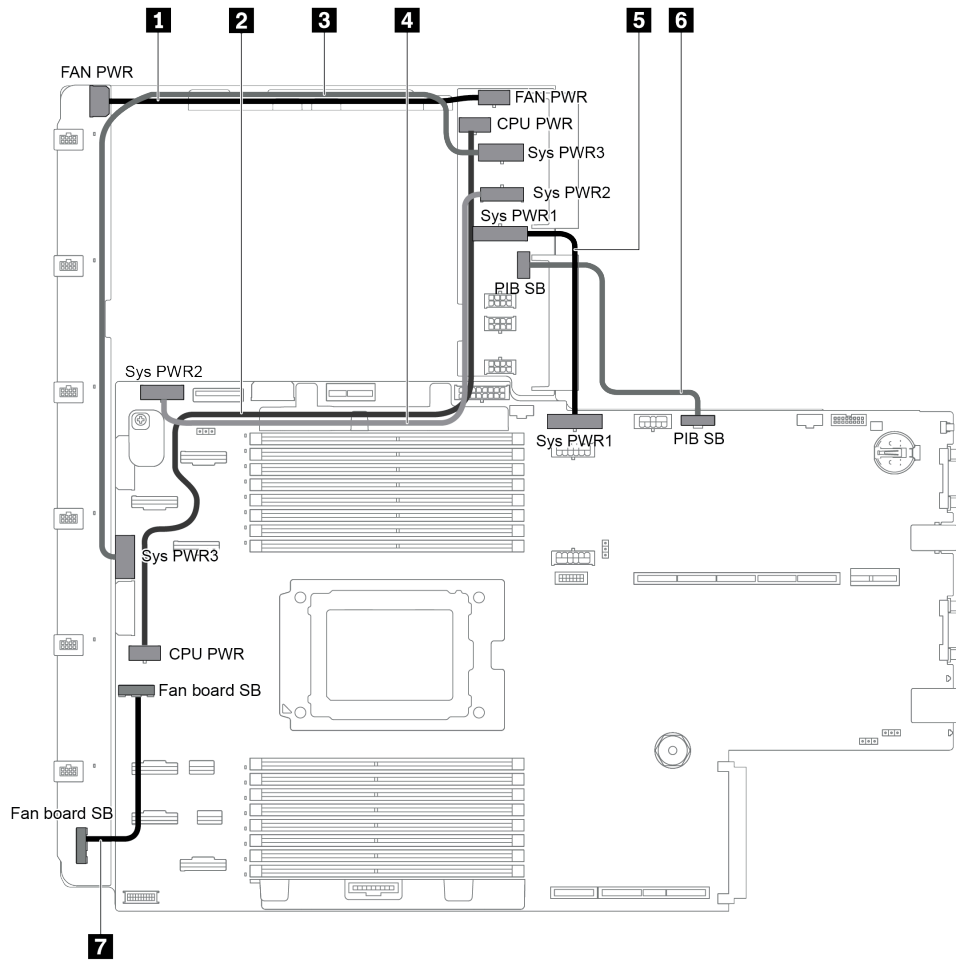 1 2 3 4 5 6
FAN PWR
FAN PWR
CPU PWR
Sys PWR3
Sys PWR2
Sys PWR1
PIB SB
Sys PWR2
Sys PWR1
PIB SB
Sys PWR3
CPU PWR
Fan board SB
Fan board SB
7